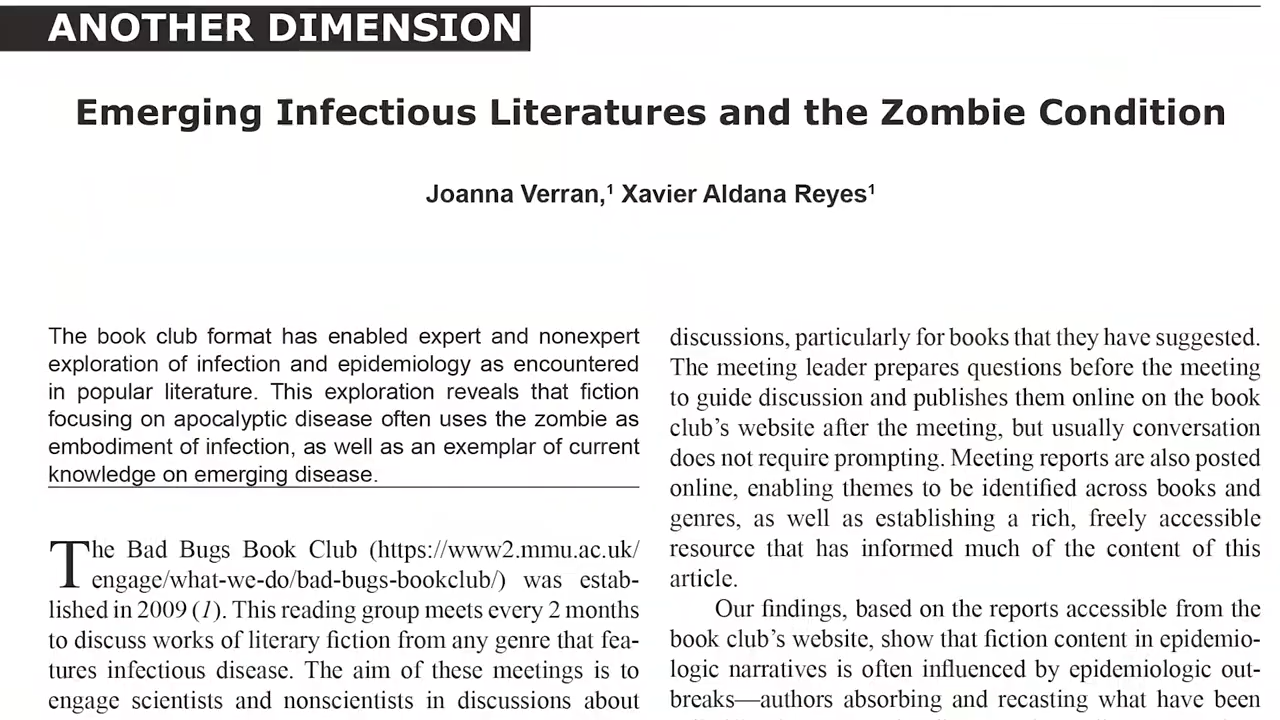 ANOTHER DIMENSION
Emerging Infectious Literatures and the Zombie Condition
Joanna Verran,¹ Xavier Aldana Reyes¹
The book club format has enabled expert and nonexpert
exploration of infection and epidemiology as encountered
in popular literature. This exploration reveals that fiction
focusing on apocalyptic disease often uses the zombie as
embodiment of infection, as well as an exemplar of current
knowledge on emerging disease.
The Bad Bugs Book Club (https://www2.mmu.ac.uk/
engage/what-we-do/bad-bugs-bookclub/) was estab-
lished in 2009 (1). This reading group meets every 2 months
to discuss works of literary fiction from any genre that fea-
tures infectious disease. The aim of these meetings is to
engage scientists and nonscientists in discussions about
discussions, particularly for books that they have suggested.
The meeting leader prepares questions before the meeting
to guide discussion and publishes them online on the book
club's website after the meeting, but usually conversation
does not require prompting. Meeting reports are also posted
online, enabling themes to be identified across books and
genres, as well as establishing a rich, freely accessible
resource that has informed much of the content of this
article.
Our findings, based on the reports accessible from the
book club's website, show that fiction content in epidemio-
logic narratives is often influenced by epidemiologic out-
breaks—authors absorbing and recasting what have been